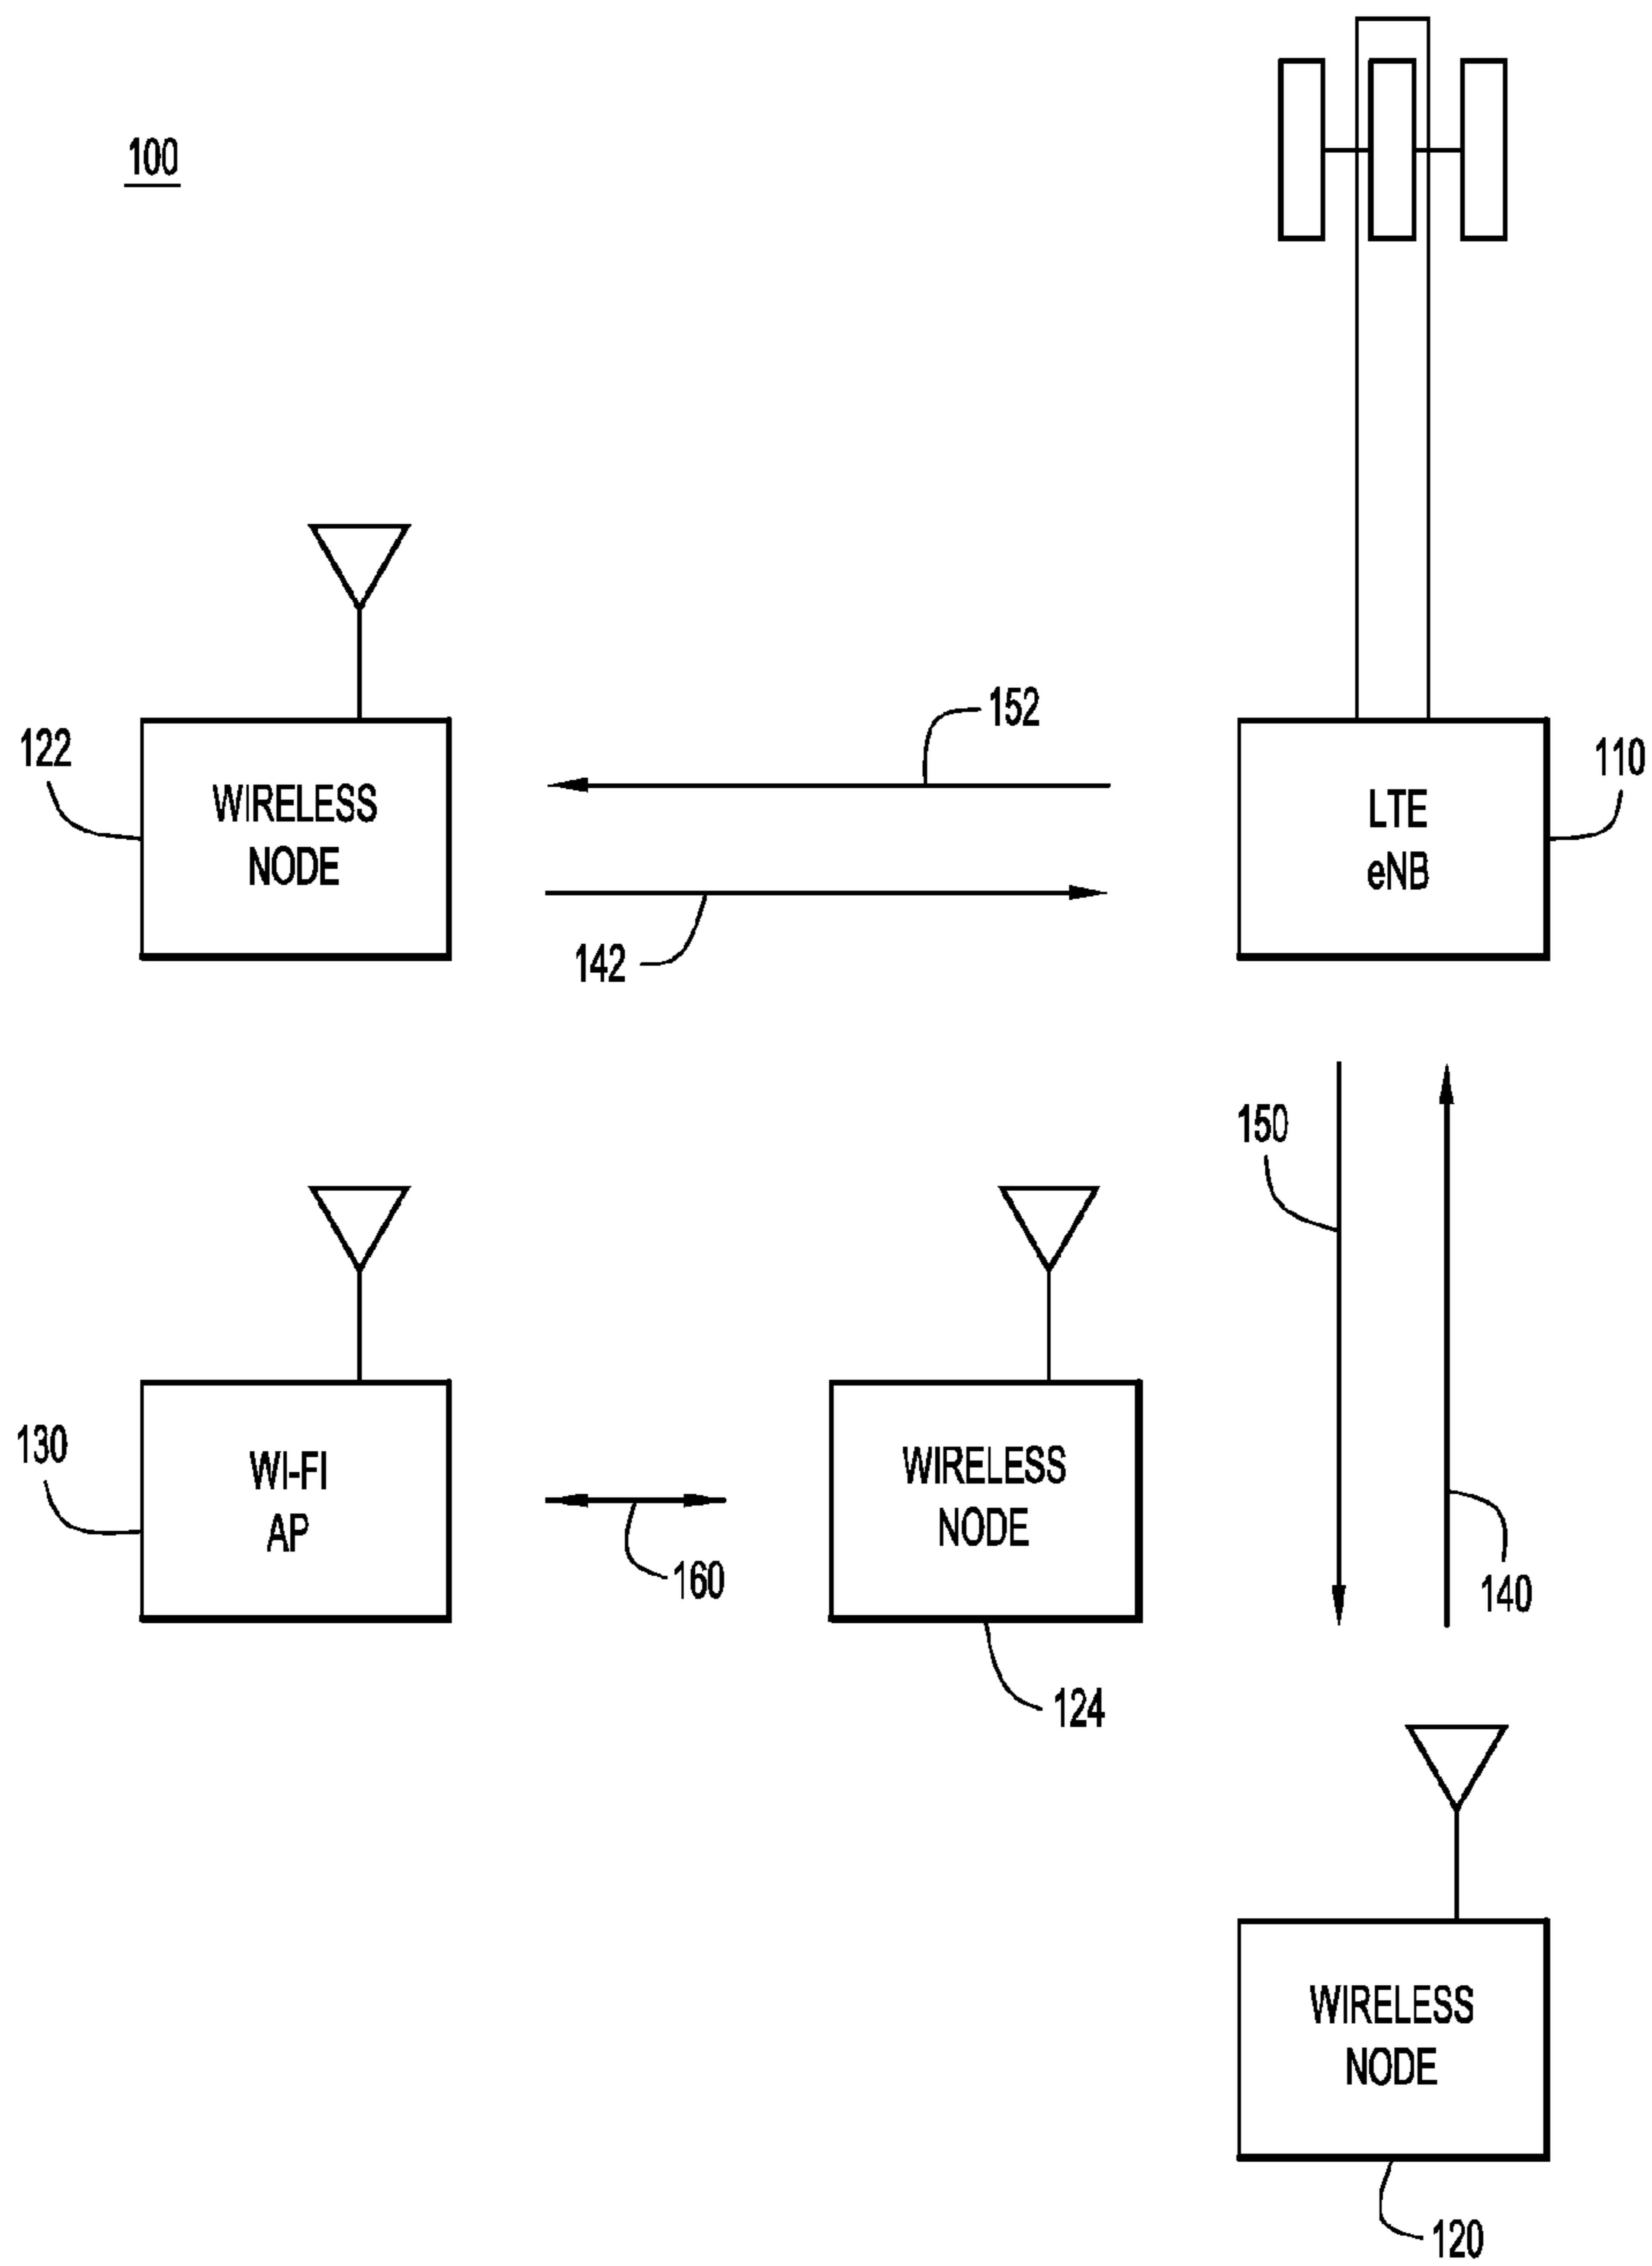 100
152
122
110
WIRELESS
NODE
LTE
eNB
142
150
130
WI-FI
AP
WIRELESS
NODE
160
140
124
WIRELESS
NODE
120